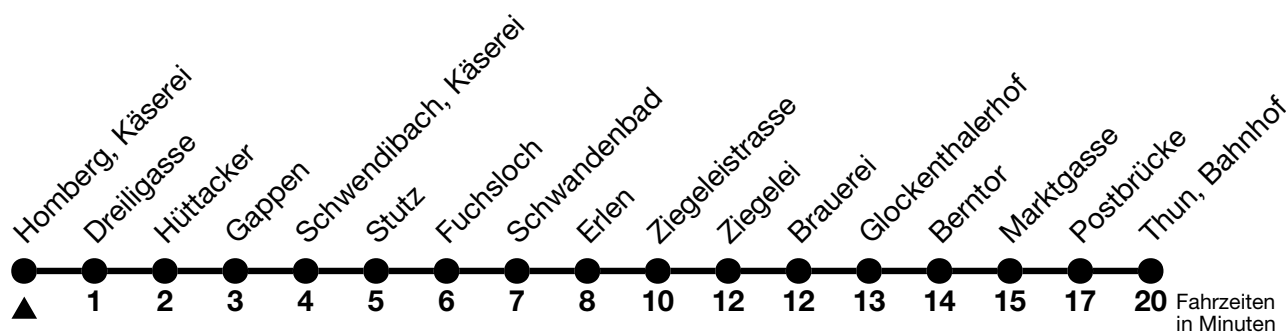 Homberg, Käserei
Dreiligasse
Hüttacker
Gappen
Schwendibach, Käserei
Stutz
Fuchsloch
Schwandenbad
Erlen
Ziegeleistrasse
Ziegelei
Brauerei
Glockenthalerhof
Berntor
Marktgasse
Postbrücke
Thun, Bahnhof
1 2 3 4 5 6 7 8 10 12 12 13 14 15 17 20 Fahrzeiten
in Minuten